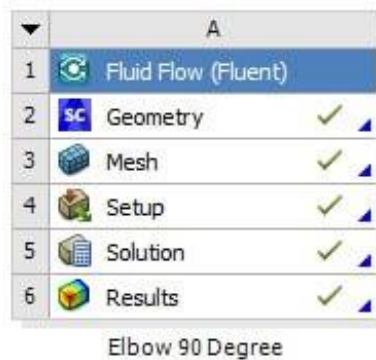 A
1 Fluid Flow (Fluent)
2 SC Geometry
3 Mesh
4 Setup
5 Solution
6 Results
Elbow 90 Degree